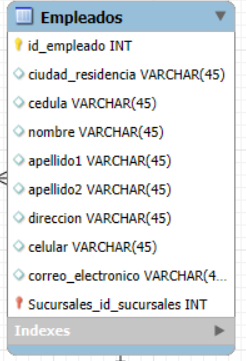 Empleados
id_empleado INT
ciudad_residencia VARCHAR(45)
cedula VARCHAR(45)
nombre VARCHAR(45)
apellido1 VARCHAR(45)
apellido2 VARCHAR(45)
direccion VARCHAR(45)
celular VARCHAR(45)
correo_electronico VARCHAR(4...
Sucursales_id_sucursales INT
Indexes